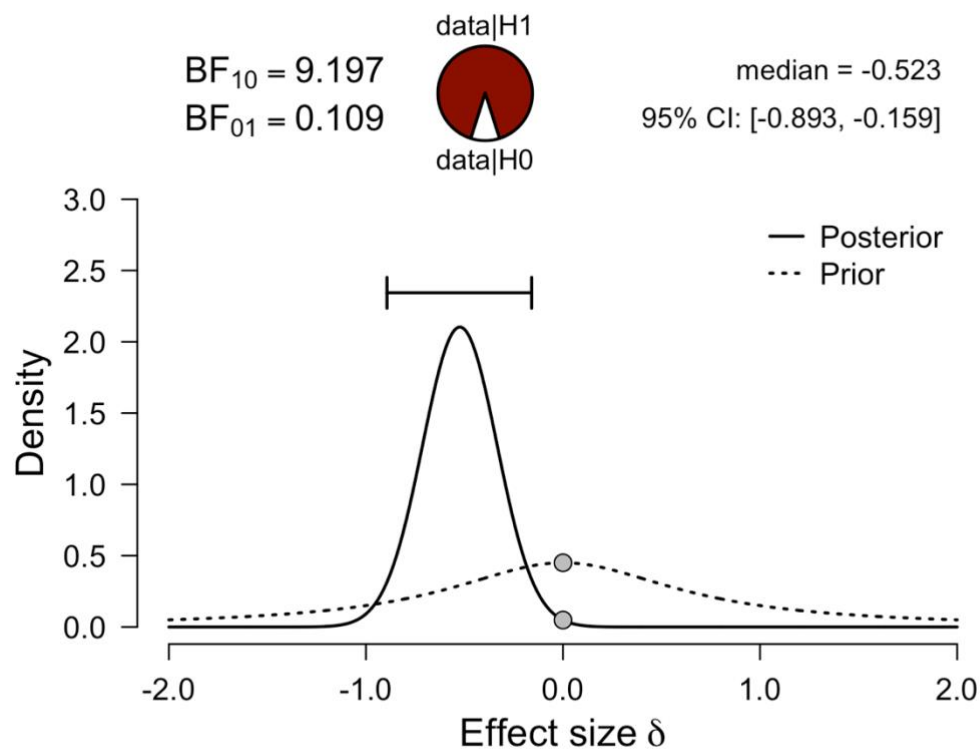 data|H1
BF₁₀ = 9.197
BF₀₁ = 0.109
median = -0.523
95% CI: [-0.893, -0.159]
data|H0
3.0
2.5
2.0
1.5
1.0
0.5
0.0
Density
Posterior
Prior
-2.0 -1.0 0.0 1.0 2.0
Effect size δ